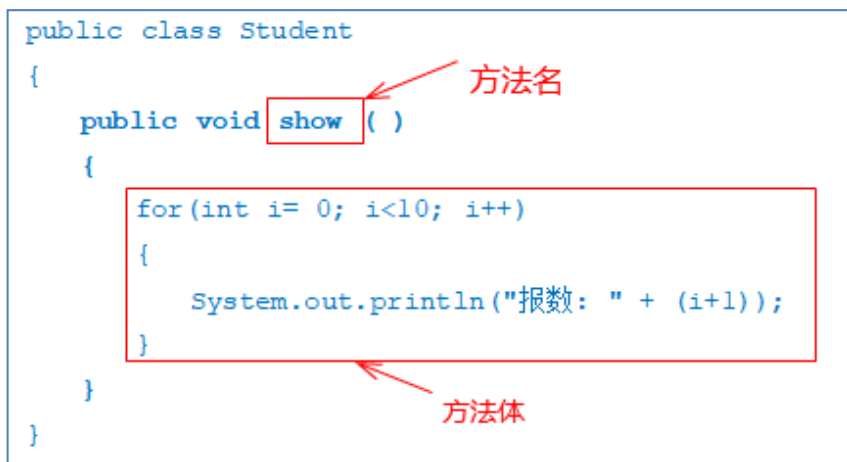 public class Student
{
方法名
public void show ( )
{
for(int i= 0; i<10; i++)
{
System.out.println("报数: " + (i+1));
}
方法体
}
}